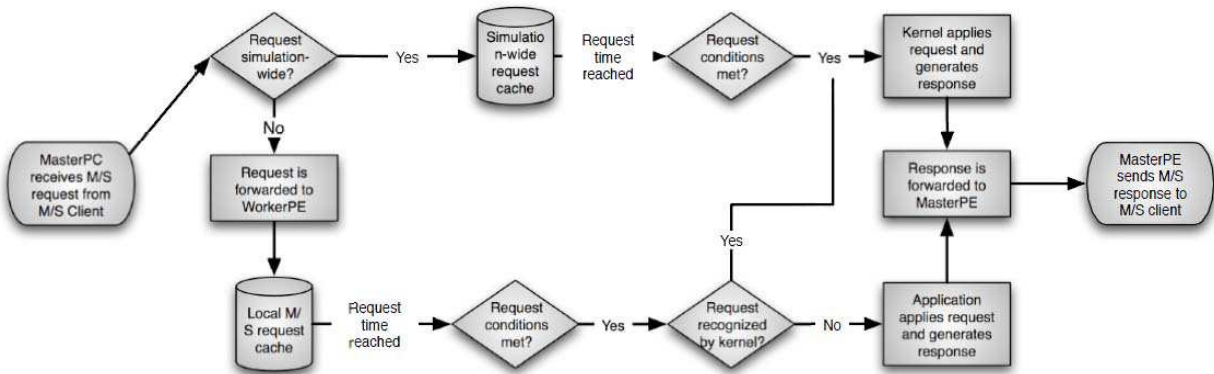 MasterPC
receives M/S
request from
M/S Client
Request
simulation-
wide?
Yes
Simulatio
n-wide
request
cache
Request
time
reached
Request
conditions
met?
Yes
Kernel applies
request and
generates
response
No
Request is
forwarded to
WorkerPE
Response is
forwarded to
MasterPE
MasterPE
sends M/S
response to
M/S client
Yes
Local M/
S request
cache
Request
time
reached
Request
conditions
met?
Yes
Request
recognized
by kernel?
No
Application
applies request
and generates
response